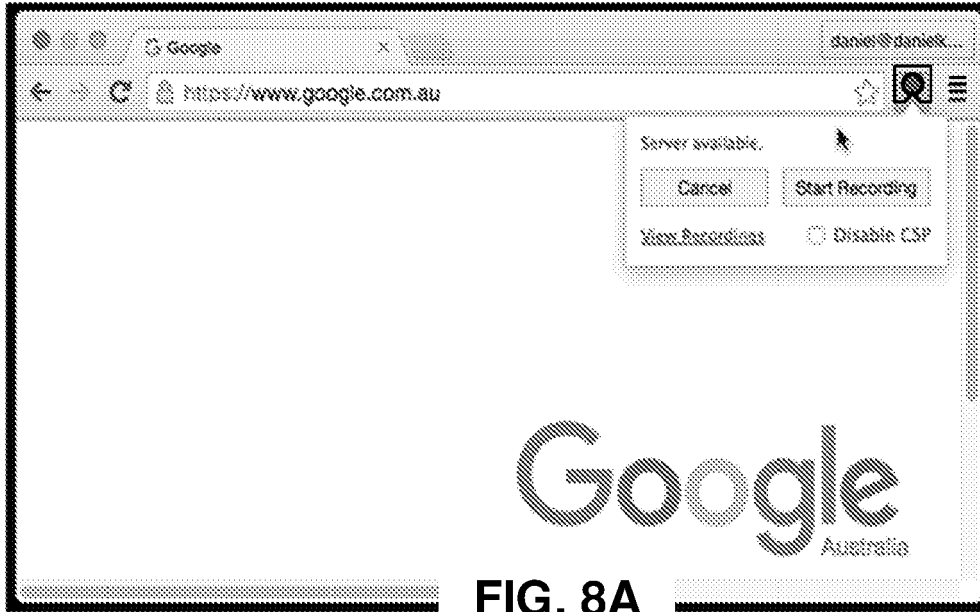 Google
daniel@danielk...
https://www.google.com.au
Server available.
Cancel
Start Recording
View Recordings
Disable CSP
Google
Australia
FIG. 8A